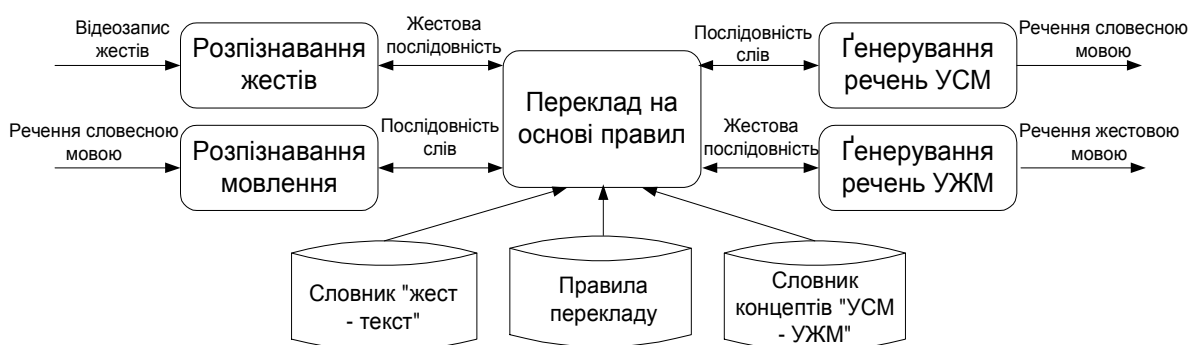 Відеозапис
жестів
Розпізнавання
жестів
Жестова
послідовність
Переклад на
основі правил
Послідовність
слів
Ґенерування
речень УСМ
Речення словесною
мовою
Речення словесною
мовою
Розпізнавання
мовлення
Послідовність
слів
Жестова
послідовність
Ґенерування
речень УЖМ
Речення жестовою
мовою
Словник "жест
- текст"
Правила
перекладу
Словник
концептів "УСМ
- УЖМ"